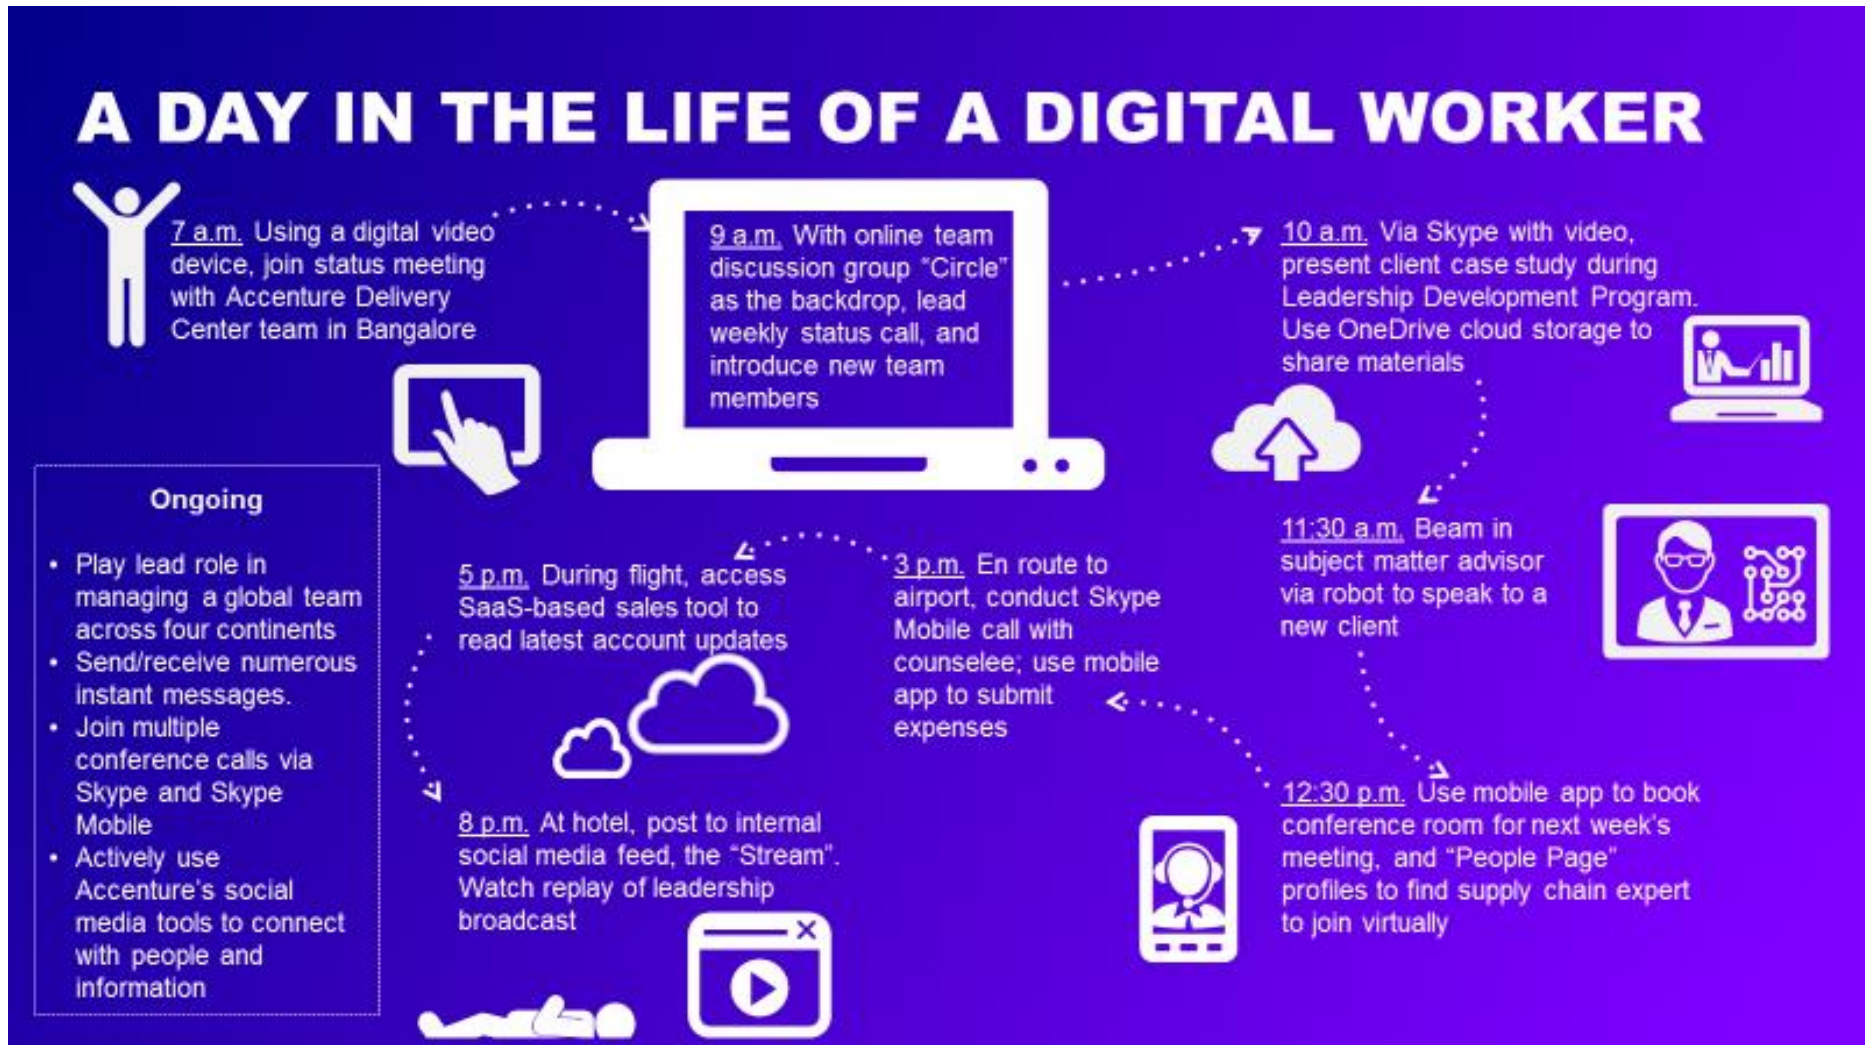 A DAY IN THE LIFE OF A DIGITAL WORKER
7 a.m. Using a digital video
device, join status meeting
with Accenture Delivery
Center team in Bangalore
9 a.m. With online team
discussion group “Circle”
as the backdrop, lead
weekly status call, and
introduce new team
members
10 a.m. Via Skype with video,
present client case study during
Leadership Development Program.
Use OneDrive cloud storage to
share materials
11:30 a.m. Beam in
subject matter advisor
via robot to speak to a
new client
12:30 p.m. Use mobile app to book
conference room for next week’s
meeting, and “People Page”
profiles to find supply chain expert
to join virtually
3 p.m. En route to
airport, conduct Skype
Mobile call with
counselee; use mobile
app to submit
expenses
5 p.m. During flight, access
SaaS-based sales tool to
read latest account updates
8 p.m. At hotel, post to internal
social media feed, the “Stream”.
Watch replay of leadership
broadcast
Ongoing
• Play lead role in
managing a global team
across four continents
• Send/receive numerous
instant messages.
• Join multiple
conference calls via
Skype and Skype
Mobile
• Actively use
Accenture’s social
media tools to connect
with people and
information